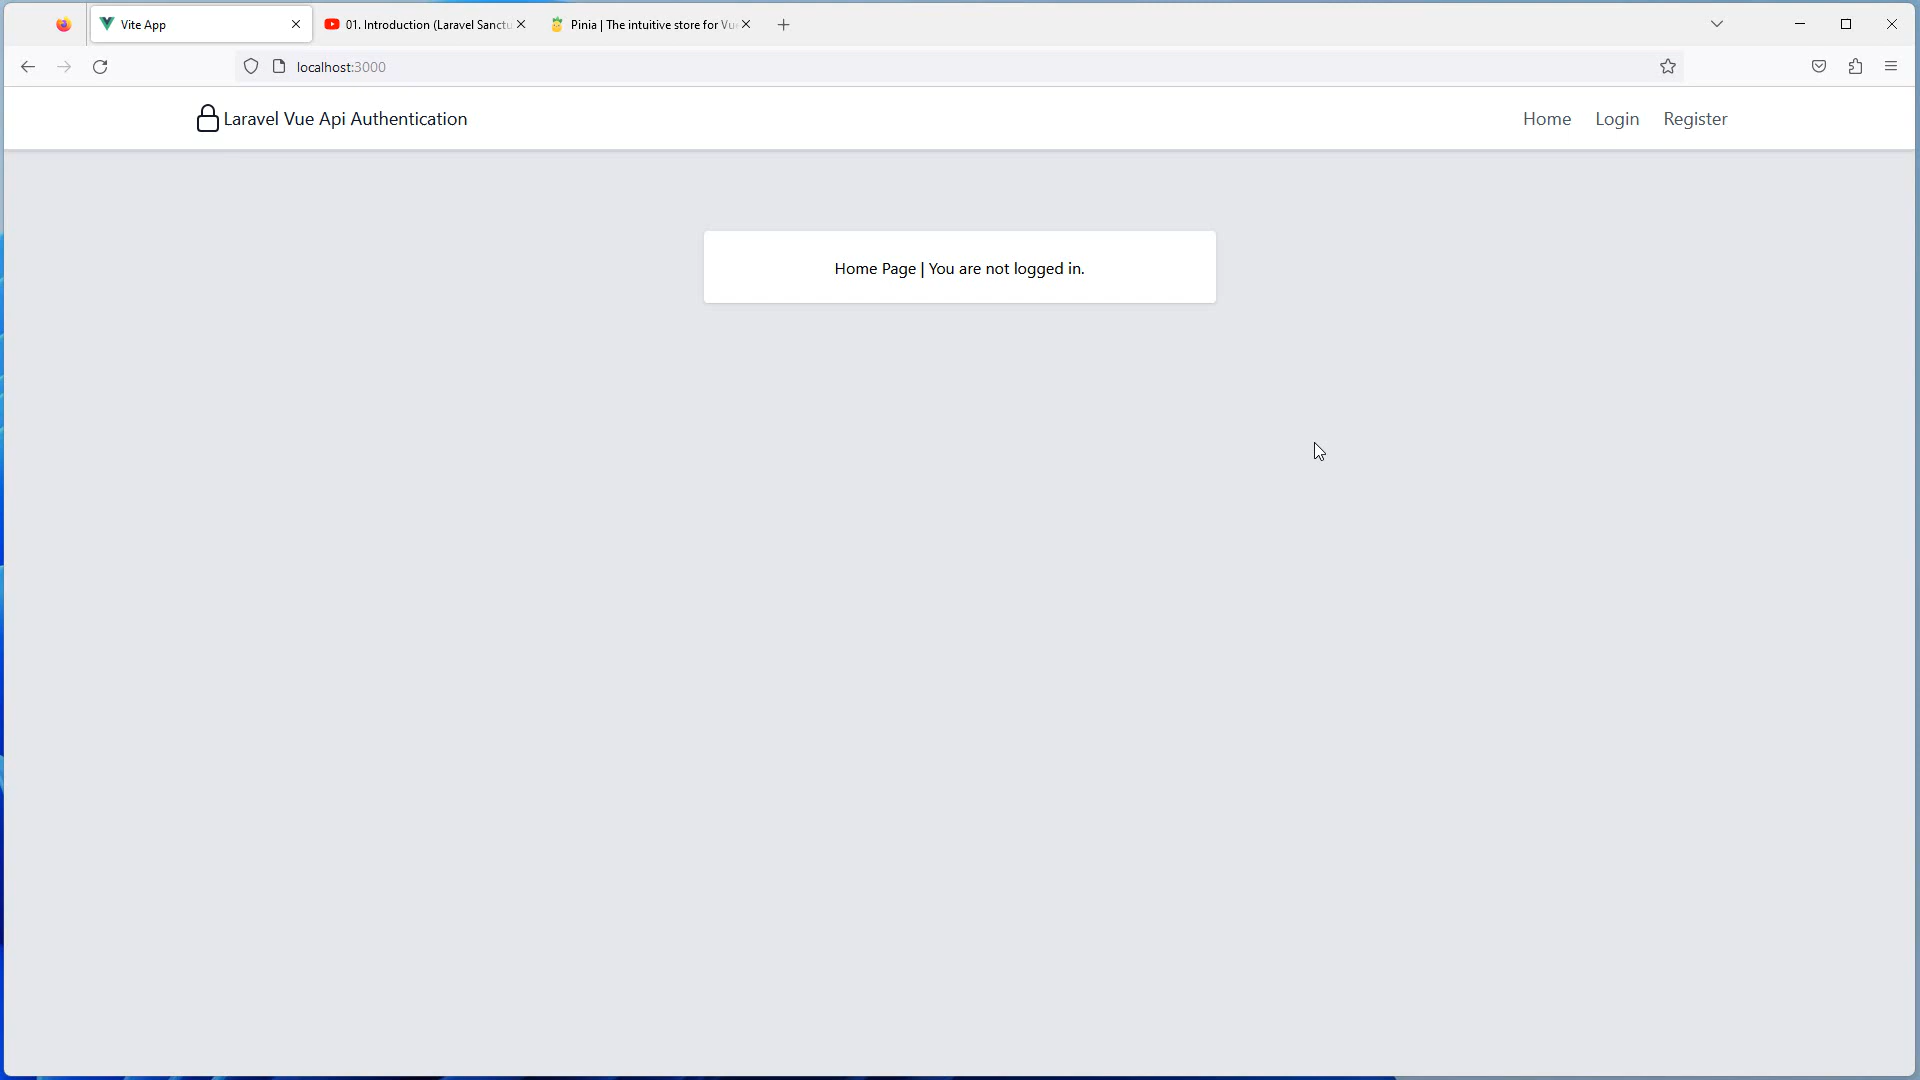 Vite App
01. Introduction (Laravel Sanctu
Pinia | The intuitive store for Vue
localhost:3000
Laravel Vue Api Authentication
Home
Login
Register
Home Page | You are not logged in.